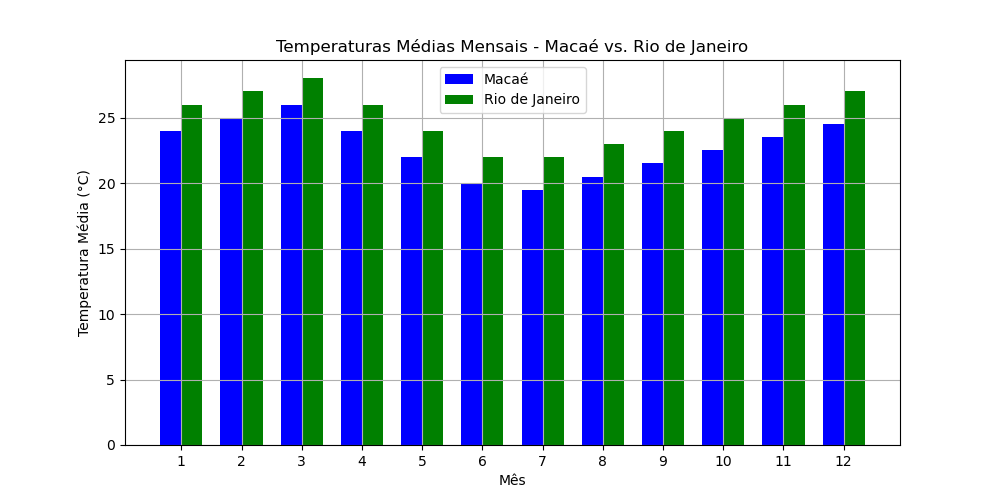 Temperaturas Médias Mensais - Macaé vs. Rio de Janeiro
Macaé
Rio de Janeiro
Temperatura Média (°C)
25
20
15
10
5
0
1 2 3 4 5 6 7 8 9 10 11 12
Mês